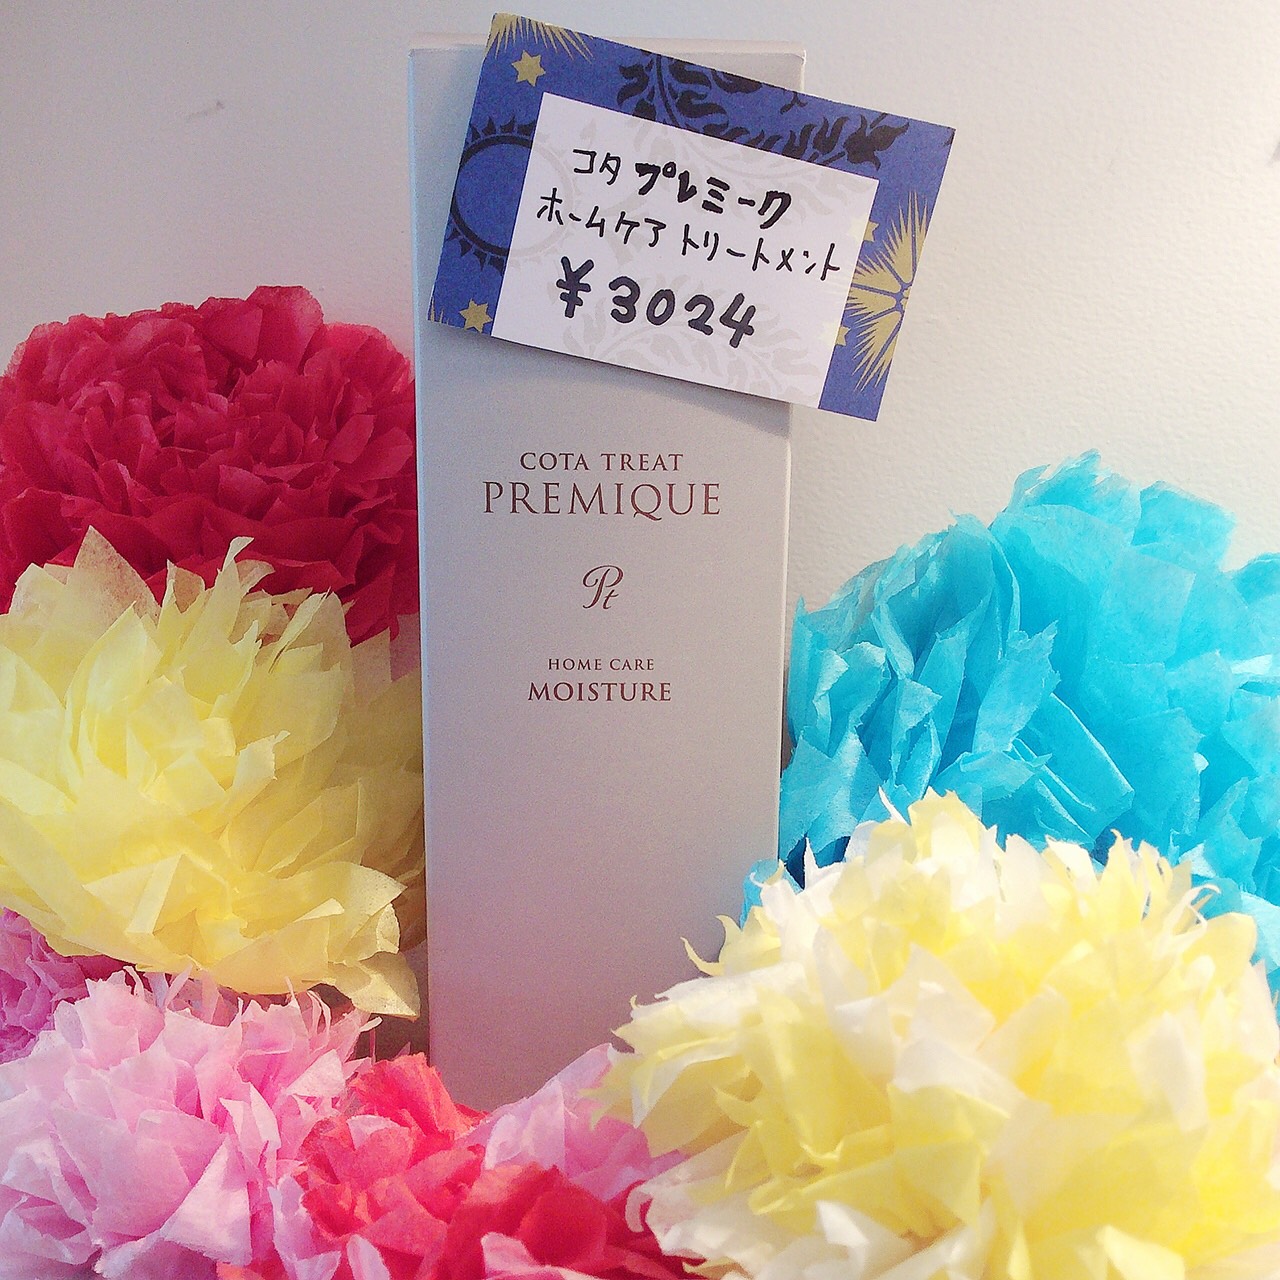 コタ プレミーク
ホームケア トリートメント
¥3024
COTA TREAT
PREMIQUE
Pt
HOME CARE
MOISTURE